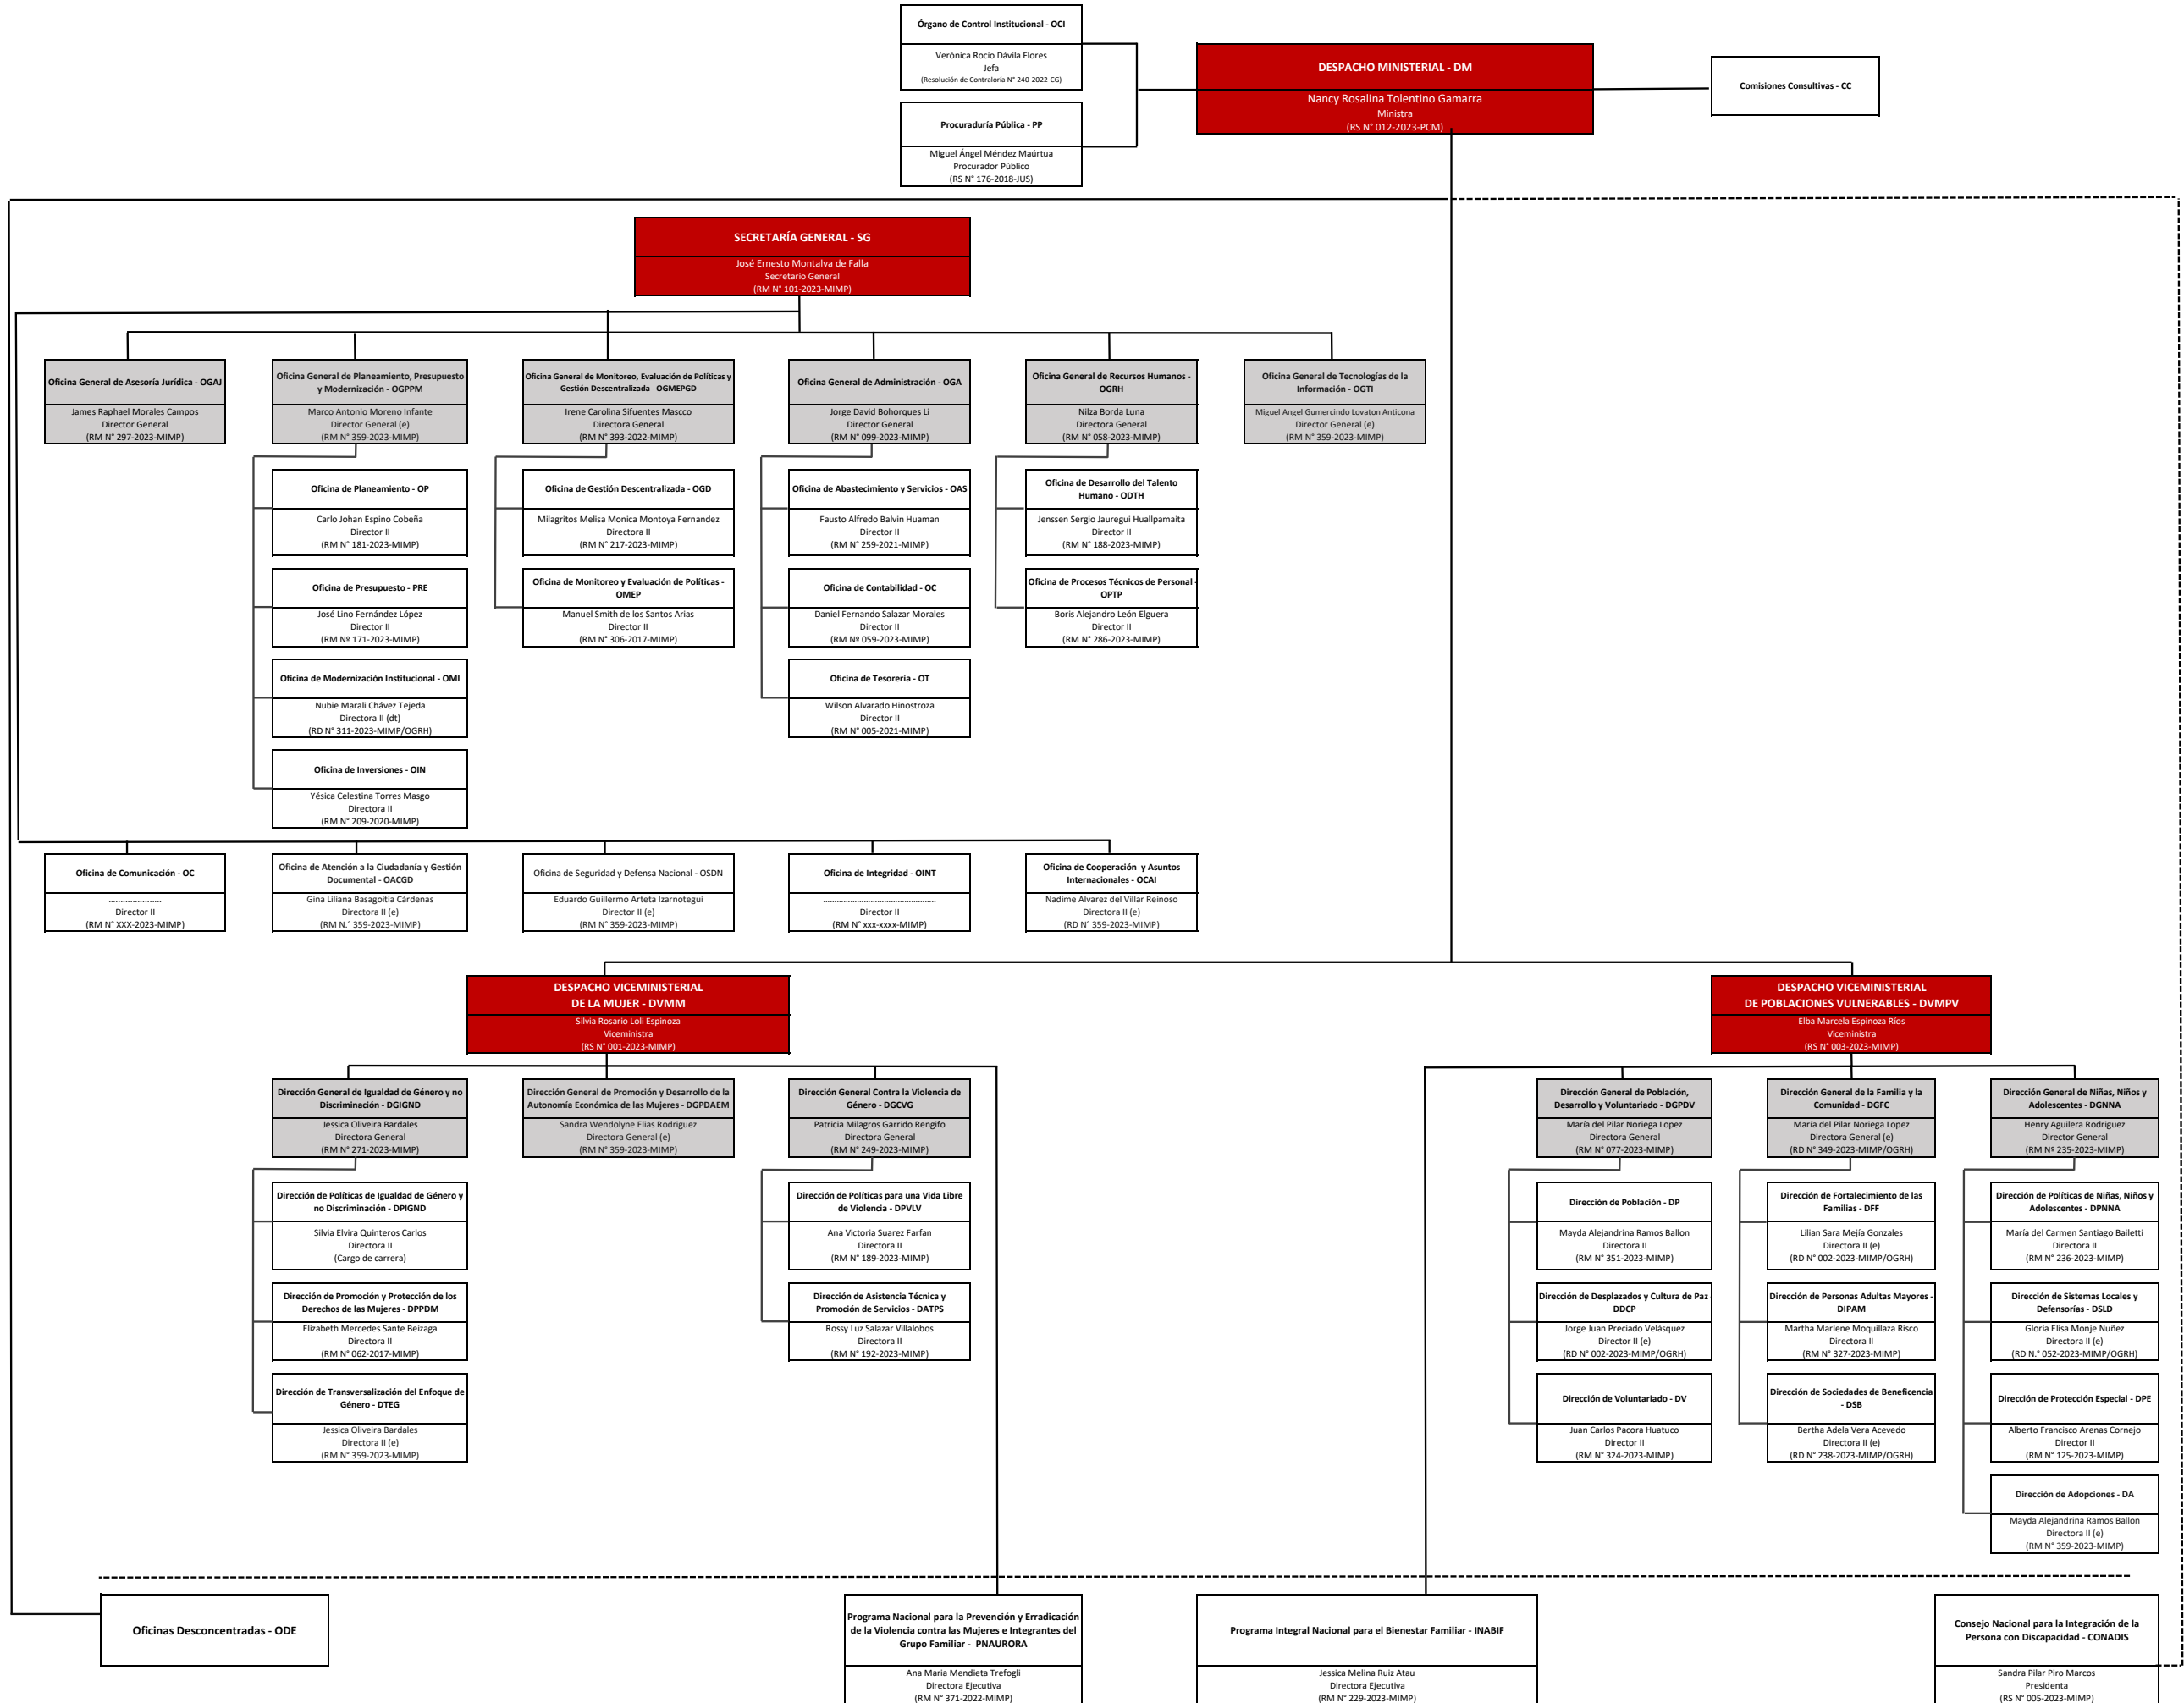 Órgano de Control Institucional - OCI
Verónica Rocío Dávila Flores
Jefa
(Resolución de Contraloría N° 240-2022-CG)
DESPACHO MINISTERIAL - DM
Nancy Rosalina Tolentino Gamarra
Ministra
(RS N° 012-2023-PCM)
Comisiones Consultivas - CC
Procuraduría Pública - PP
Miguel Ángel Méndez Maúrtua
Procurador Público
(RS N° 176-2018-JUS)
SECRETARÍA GENERAL - SG
José Ernesto Montalva de Falla
Secretario General
(RM N° 101-2023-MIMP)
Oficina General de Asesoría Jurídica - OGAJ
James Raphael Morales Campos
Director General
(RM N° 297-2023-MIMP)
Oficina General de Planeamiento, Presupuesto
y Modernización - OGPPM
Marco Antonio Moreno Infante
Director General (e)
(RM N° 359-2023-MIMP)
Oficina General de Monitoreo, Evaluación de Políticas y
Gestión Descentralizada - OGMEPGD
Irene Carolina Sifuentes Mascco
Directora General
(RM N° 393-2022-MIMP)
Oficina General de Administración - OGA
Jorge David Bohorques Li
Director General
(RM N° 099-2023-MIMP)
Oficina General de Recursos Humanos -
OGRH
Nilza Borda Luna
Directora General
(RM N° 058-2023-MIMP)
Oficina General de Tecnologías de la
Información - OGTI
Miguel Angel Gumercindo Lovaton Anticona
Director General (e)
(RM N° 359-2023-MIMP)
Oficina de Planeamiento - OP
Carlo Johan Espino Cobeña
Director II
(RM N° 181-2023-MIMP)
Oficina de Gestión Descentralizada - OGD
Milagritos Melisa Monica Montoya Fernandez
Directora II
(RM N° 217-2023-MIMP)
Oficina de Abastecimiento y Servicios - OAS
Fausto Alfredo Balvin Huaman
Director II
(RM N° 259-2021-MIMP)
Oficina de Desarrollo del Talento
Humano - ODTH
Jenssen Sergio Jauregui Huallpamaita
Director II
(RM N° 188-2023-MIMP)
Oficina de Presupuesto - PRE
José Lino Fernández López
Director II
(RM Nº 171-2023-MIMP)
Oficina de Monitoreo y Evaluación de Políticas -
OMEP
Manuel Smith de los Santos Arias
Director II
(RM N° 306-2017-MIMP)
Oficina de Contabilidad - OC
Daniel Fernando Salazar Morales
Director II
(RM Nº 059-2023-MIMP)
Oficina de Procesos Técnicos de Personal -
OPTP
Boris Alejandro León Elguera
Director II
(RM N° 286-2023-MIMP)
Oficina de Modernización Institucional - OMI
Nubie Marali Chávez Tejeda
Directora II (dt)
(RD N° 311-2023-MIMP/OGRH)
Oficina de Tesorería - OT
Wilson Alvarado Hinostroza
Director II
(RM N° 005-2021-MIMP)
Oficina de Inversiones - OIN
Yésica Celestina Torres Masgo
Directora II
(RM N° 209-2020-MIMP)
Oficina de Comunicación - OC
.....................
Director II
(RM N° XXX-2023-MIMP)
Oficina de Atención a la Ciudadanía y Gestión
Documental - OACGD
Gina Liliana Basagoitia Cárdenas
Directora II (e)
(RM N.° 359-2023-MIMP)
Oficina de Seguridad y Defensa Nacional - OSDN
Eduardo Guillermo Arteta Izarnotegui
Director II (e)
(RM N° 359-2023-MIMP)
Oficina de Integridad - OINT
.............................................
Director II
(RM N° xxx-xxxx-MIMP)
Oficina de Cooperación y Asuntos
Internacionales - OCAI
Nadime Alvarez del Villar Reinoso
Directora II (e)
(RD N° 359-2023-MIMP)
DESPACHO VICEMINISTERIAL
DE LA MUJER - DVMM
Silvia Rosario Loli Espinoza
Viceministra
(RS N° 001-2023-MIMP)
DESPACHO VICEMINISTERIAL
DE POBLACIONES VULNERABLES - DVMPV
Elba Marcela Espinoza Ríos
Viceministra
(RS N° 003-2023-MIMP)
Dirección General de Igualdad de Género y no
Discriminación - DGIGND
Jessica Oliveira Bardales
Directora General
(RM N° 271-2023-MIMP)
Dirección General de Promoción y Desarrollo de la
Autonomía Económica de las Mujeres - DGPDAEM
Sandra Wendolyne Elias Rodriguez
Directora General (e)
(RM N° 359-2023-MIMP)
Dirección General Contra la Violencia de
Género - DGCVG
Patricia Milagros Garrido Rengifo
Directora General
(RM N° 249-2023-MIMP)
Dirección General de Población,
Desarrollo y Voluntariado - DGPDV
María del Pilar Noriega Lopez
Directora General
(RM N° 077-2023-MIMP)
Dirección General de la Familia y la
Comunidad - DGFC
María del Pilar Noriega Lopez
Directora General (e)
(RD N° 349-2023-MIMP/OGRH)
Dirección General de Niñas, Niños y
Adolescentes - DGNNA
Henry Aguilera Rodriguez
Director General
(RM Nº 235-2023-MIMP)
Dirección de Políticas de Igualdad de Género y
no Discriminación - DPIGND
Silvia Elvira Quinteros Carlos
Directora II
(Cargo de carrera)
Dirección de Políticas para una Vida Libre
de Violencia - DPVLV
Ana Victoria Suarez Farfan
Directora II
(RM N° 189-2023-MIMP)
Dirección de Población - DP
Mayda Alejandrina Ramos Ballon
Directora II
(RM N° 351-2023-MIMP)
Dirección de Fortalecimiento de las
Familias - DFF
Lilian Sara Mejía Gonzales
Directora II (e)
(RD N° 002-2023-MIMP/OGRH)
Dirección de Políticas de Niñas, Niños y
Adolescentes - DPNNA
María del Carmen Santiago Bailetti
Directora II
(RM N° 236-2023-MIMP)
Dirección de Promoción y Protección de los
Derechos de las Mujeres - DPPDM
Elizabeth Mercedes Sante Beizaga
Directora II
(RM N° 062-2017-MIMP)
Dirección de Asistencia Técnica y
Promoción de Servicios - DATPS
Rossy Luz Salazar Villalobos
Directora II
(RM N° 192-2023-MIMP)
Dirección de Desplazados y Cultura de Paz -
DDCP
Jorge Juan Preciado Velásquez
Director II (e)
(RD N° 002-2023-MIMP/OGRH)
Dirección de Personas Adultas Mayores -
DIPAM
Martha Marlene Moquillaza Risco
Directora II
(RM N° 327-2023-MIMP)
Dirección de Sistemas Locales y
Defensorías - DSLD
Gloria Elisa Monje Nuñez
Directora II (e)
(RD N.° 052-2023-MIMP/OGRH)
Dirección de Transversalización del Enfoque de
Género - DTEG
Jessica Oliveira Bardales
Directora II (e)
(RM N° 359-2023-MIMP)
Dirección de Voluntariado - DV
Juan Carlos Pacora Huatuco
Director II
(RM N° 324-2023-MIMP)
Dirección de Sociedades de Beneficencia
- DSB
Bertha Adela Vera Acevedo
Directora II (e)
(RD N° 238-2023-MIMP/OGRH)
Dirección de Protección Especial - DPE
Alberto Francisco Arenas Cornejo
Director II
(RM N° 125-2023-MIMP)
Dirección de Adopciones - DA
Mayda Alejandrina Ramos Ballon
Directora II (e)
(RM N° 359-2023-MIMP)
Oficinas Desconcentradas - ODE
Programa Nacional para la Prevención y Erradicación
de la Violencia contra las Mujeres e Integrantes del
Grupo Familiar - PNAURORA
Ana Maria Mendieta Trefogli
Directora Ejecutiva
(RM N° 371-2022-MIMP)
Programa Integral Nacional para el Bienestar Familiar - INABIF
Jessica Melina Ruiz Atau
Directora Ejecutiva
(RM N° 229-2023-MIMP)
Consejo Nacional para la Integración de la
Persona con Discapacidad - CONADIS
Sandra Pilar Piro Marcos
Presidenta
(RS N° 005-2023-MIMP)